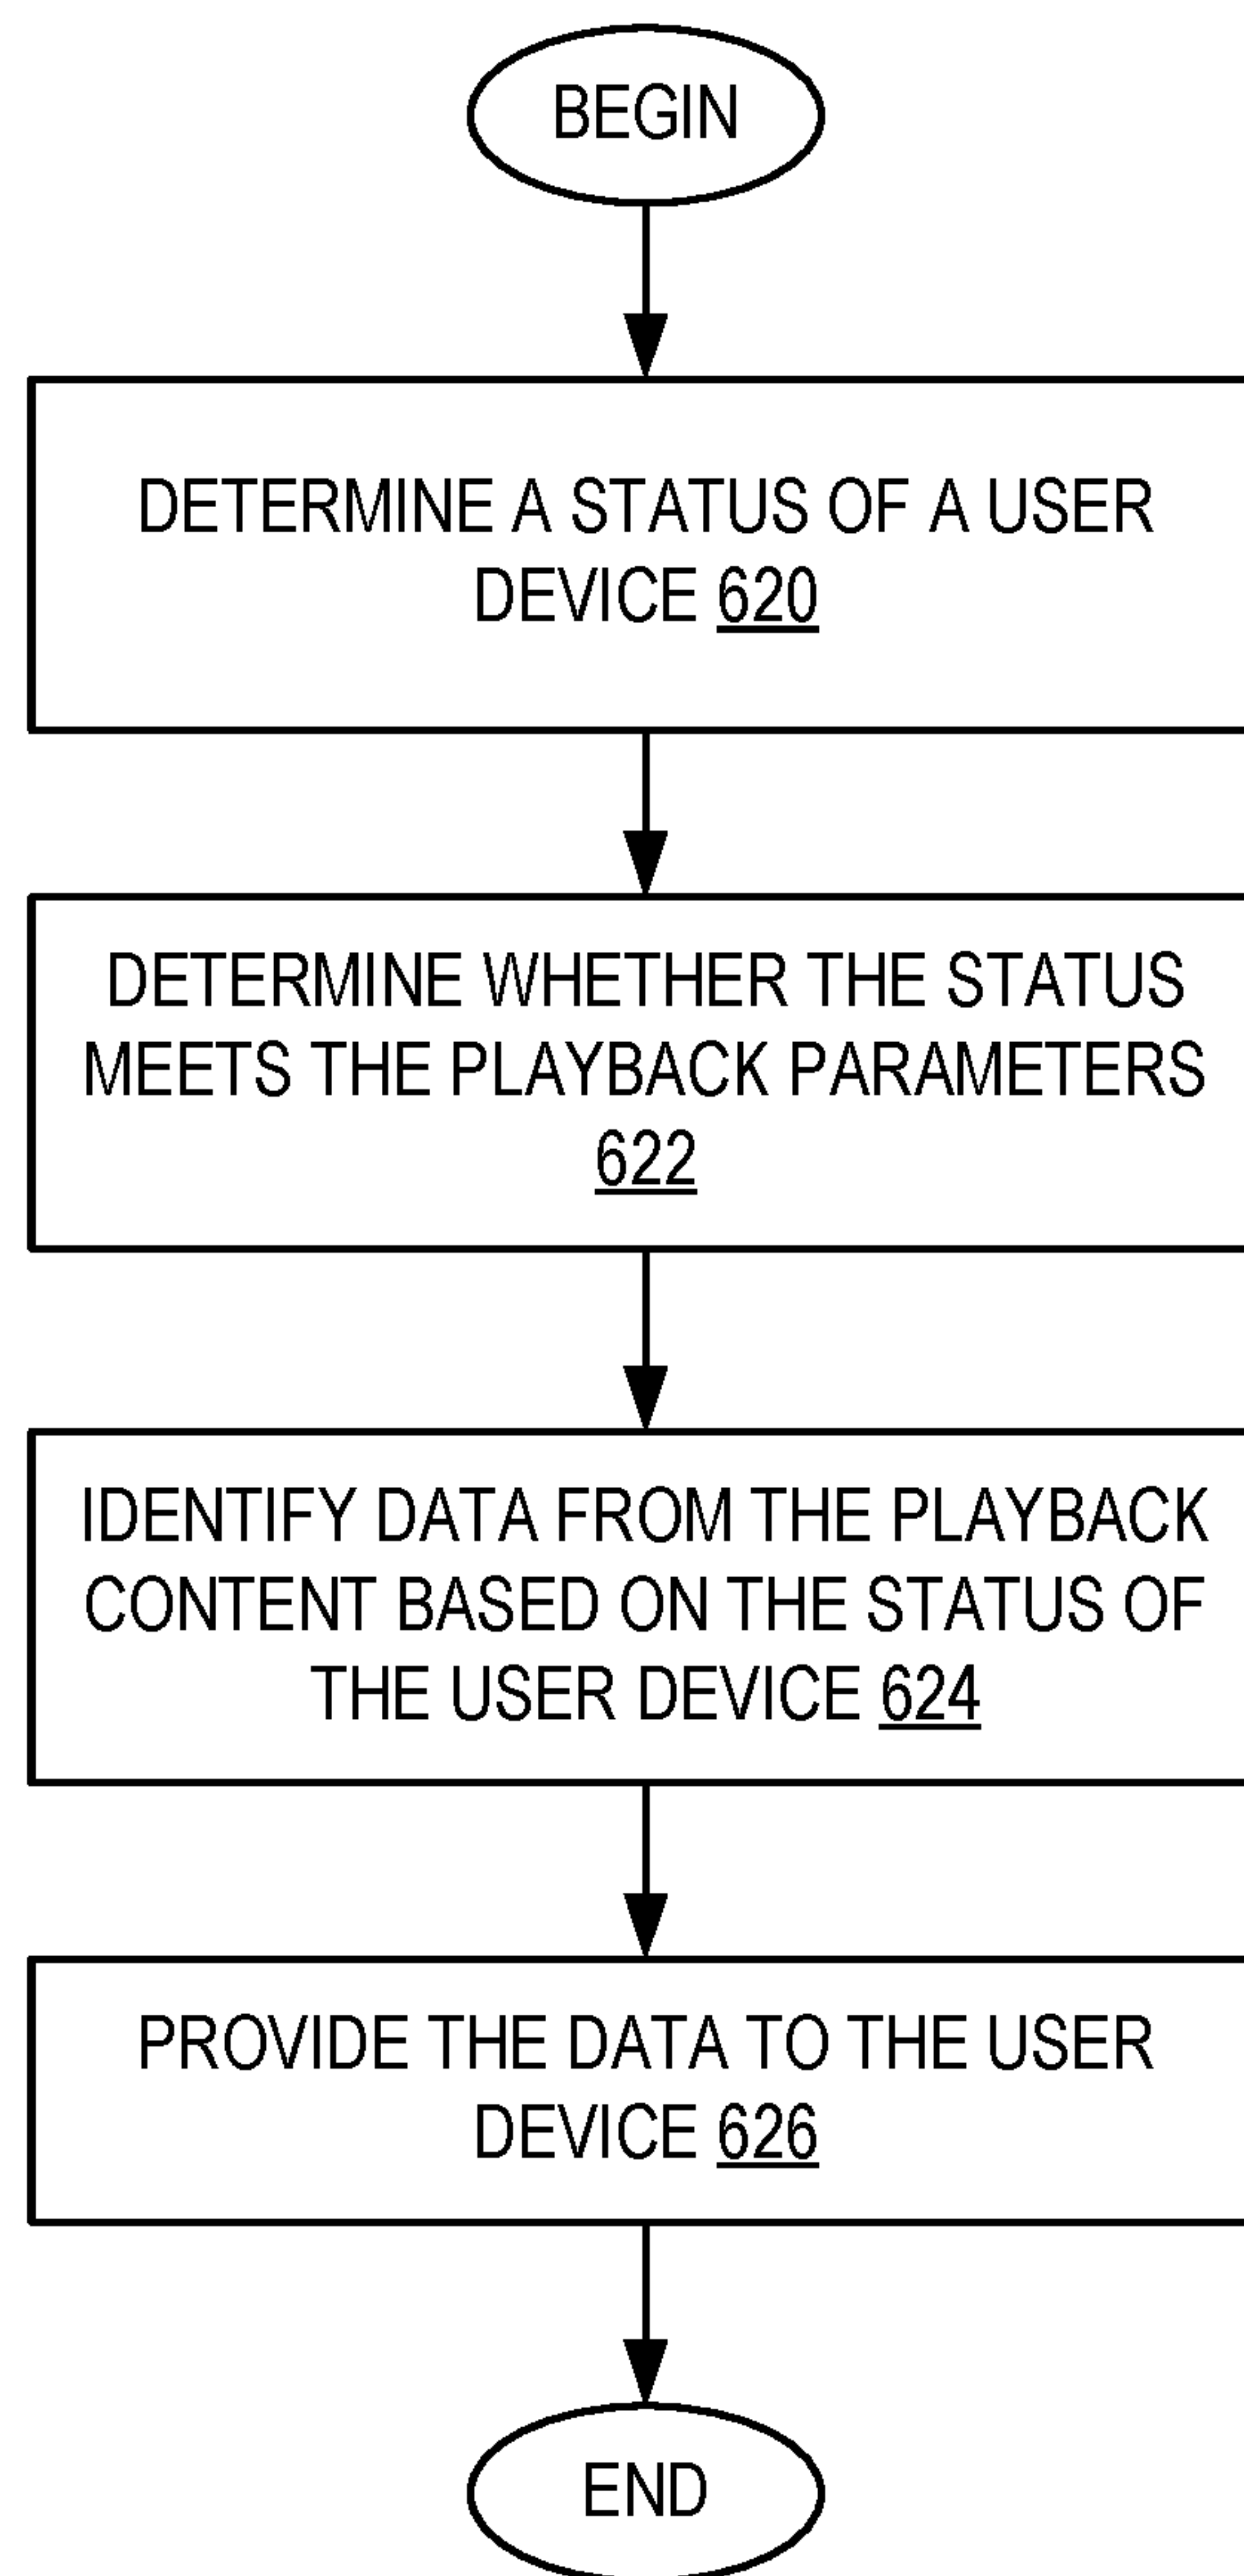 BEGIN
DETERMINE A STATUS OF A USER
DEVICE 620
DETERMINE WHETHER THE STATUS
MEETS THE PLAYBACK PARAMETERS
622
IDENTIFY DATA FROM THE PLAYBACK
CONTENT BASED ON THE STATUS OF
THE USER DEVICE 624
PROVIDE THE DATA TO THE USER
DEVICE 626
END